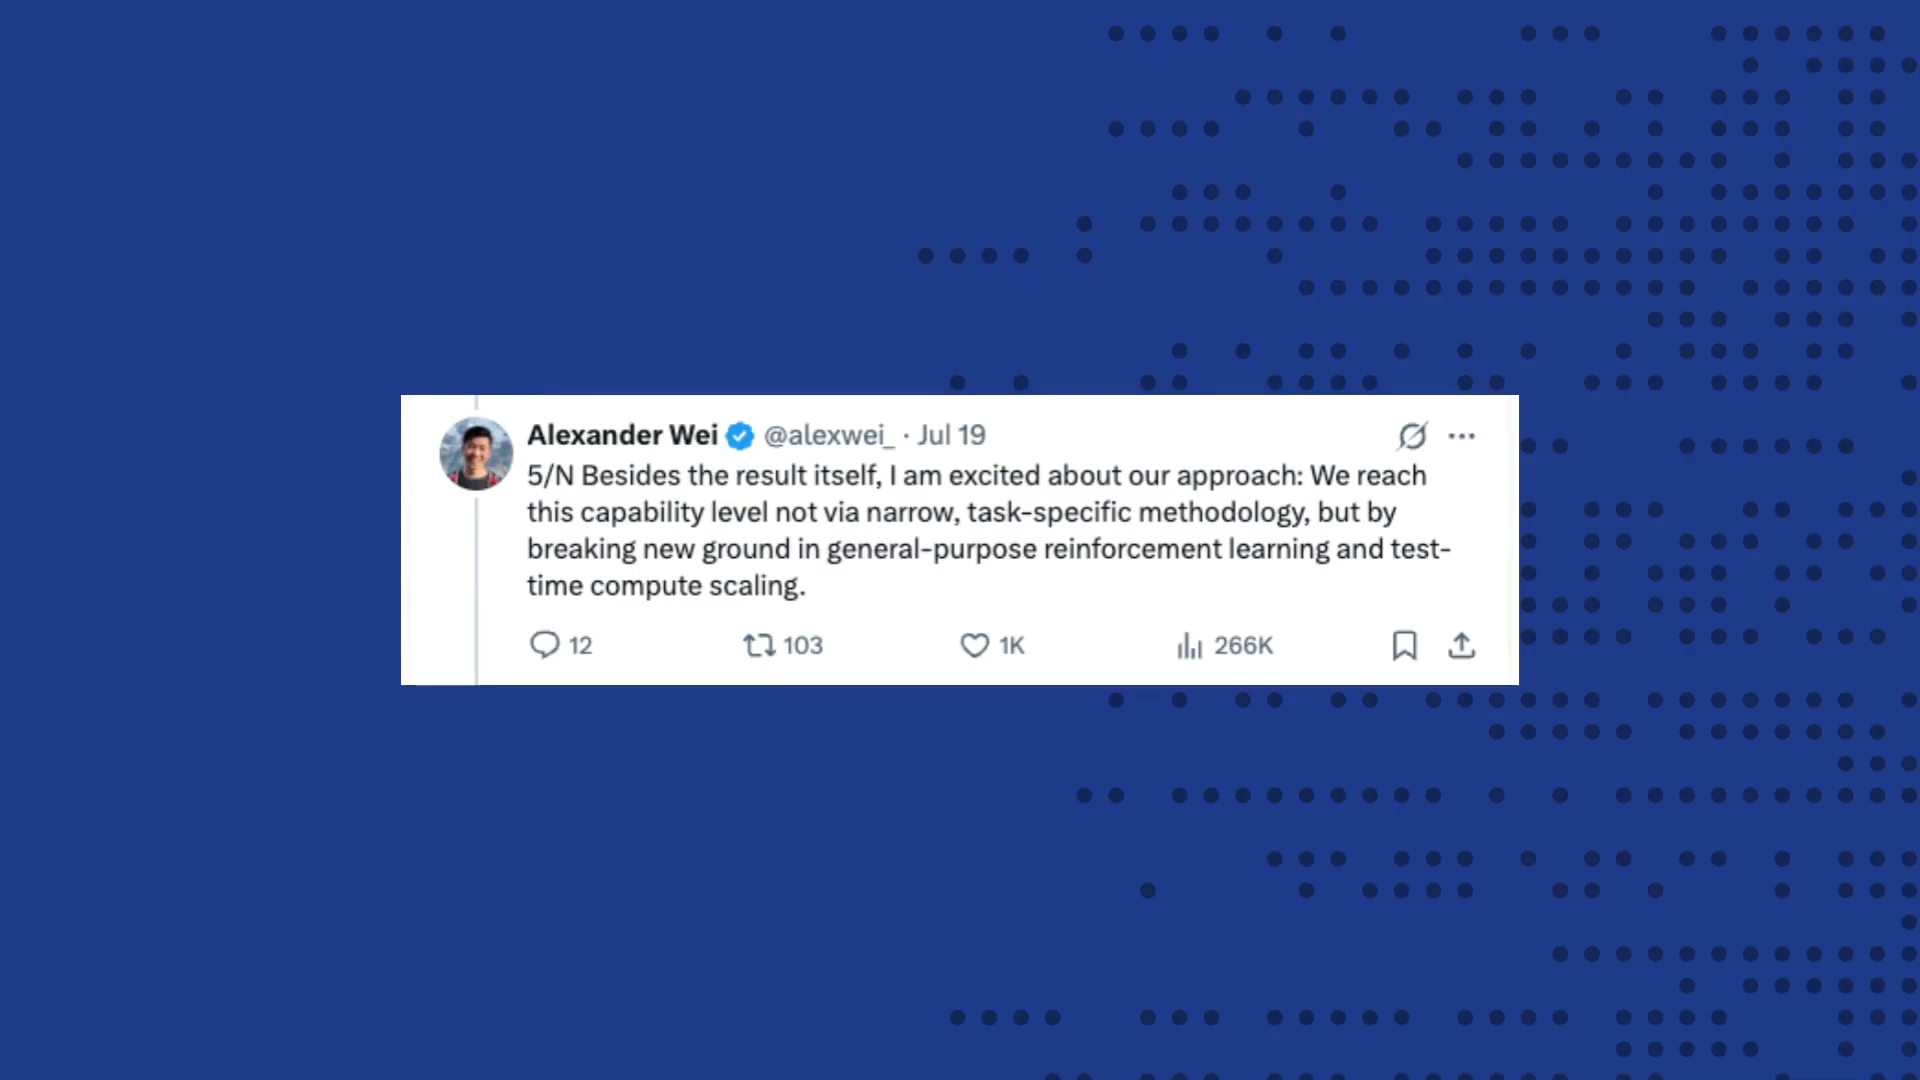 Alexander Wei @alexwei_ · Jul 19
5/N Besides the result itself, I am excited about our approach: We reach
this capability level not via narrow, task-specific methodology, but by
breaking new ground in general-purpose reinforcement learning and test-
time compute scaling.
12 103 1K 266K